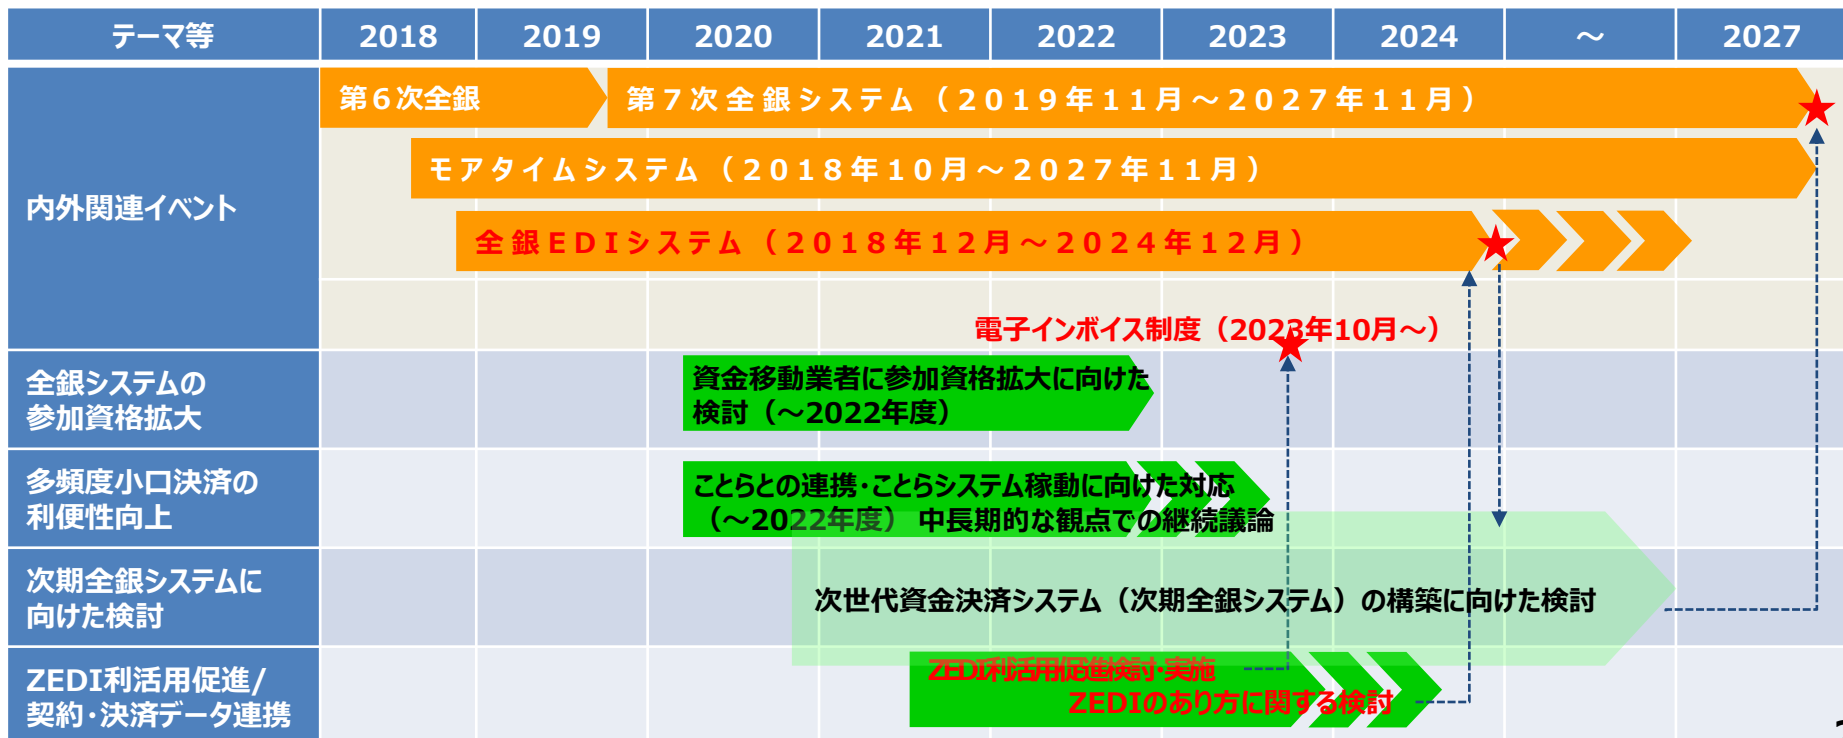 テーマ等 2018 2019 2020 2021 2022 2023 2024 ～ 2027
内外関連イベント
第６次全銀
第７次全銀システム（２０１９年１１月～２０２７年１１月）
モアタイムシステム（２０１８年１０月～２０２７年１１月）
全銀ＥＤＩシステム（２０１８年１２月～２０２４年１２月）
電子インボイス制度（2023年10月～）
全銀システムの
参加資格拡大
資金移動業者に参加資格拡大に向けた
検討（～2022年度）
多頻度小口決済の
利便性向上
ことらとの連携・ことらシステム稼動に向けた対応
（～2022年度） 中長期的な観点での継続議論
次期全銀システムに
向けた検討
次世代資金決済システム（次期全銀システム）の構築に向けた検討
ZEDI利活用促進/
契約・決済データ連携
ZEDI利活用促進検討・実施
ZEDIのあり方に関する検討